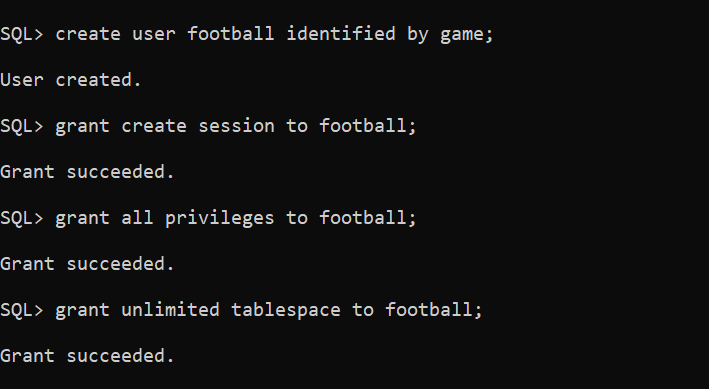 SQL> create user football identified by game;
User created.
SQL> grant create session to football;
Grant succeeded.
SQL> grant all privileges to football;
Grant succeeded.
SQL> grant unlimited tablespace to football;
Grant succeeded.